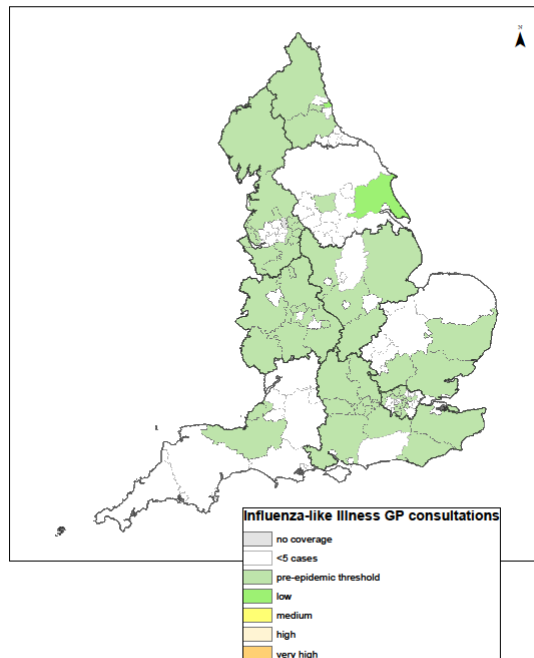 N
Influenza-like Illness GP consultations
no coverage
<5 cases
pre-epidemic threshold
low
medium
high
very high